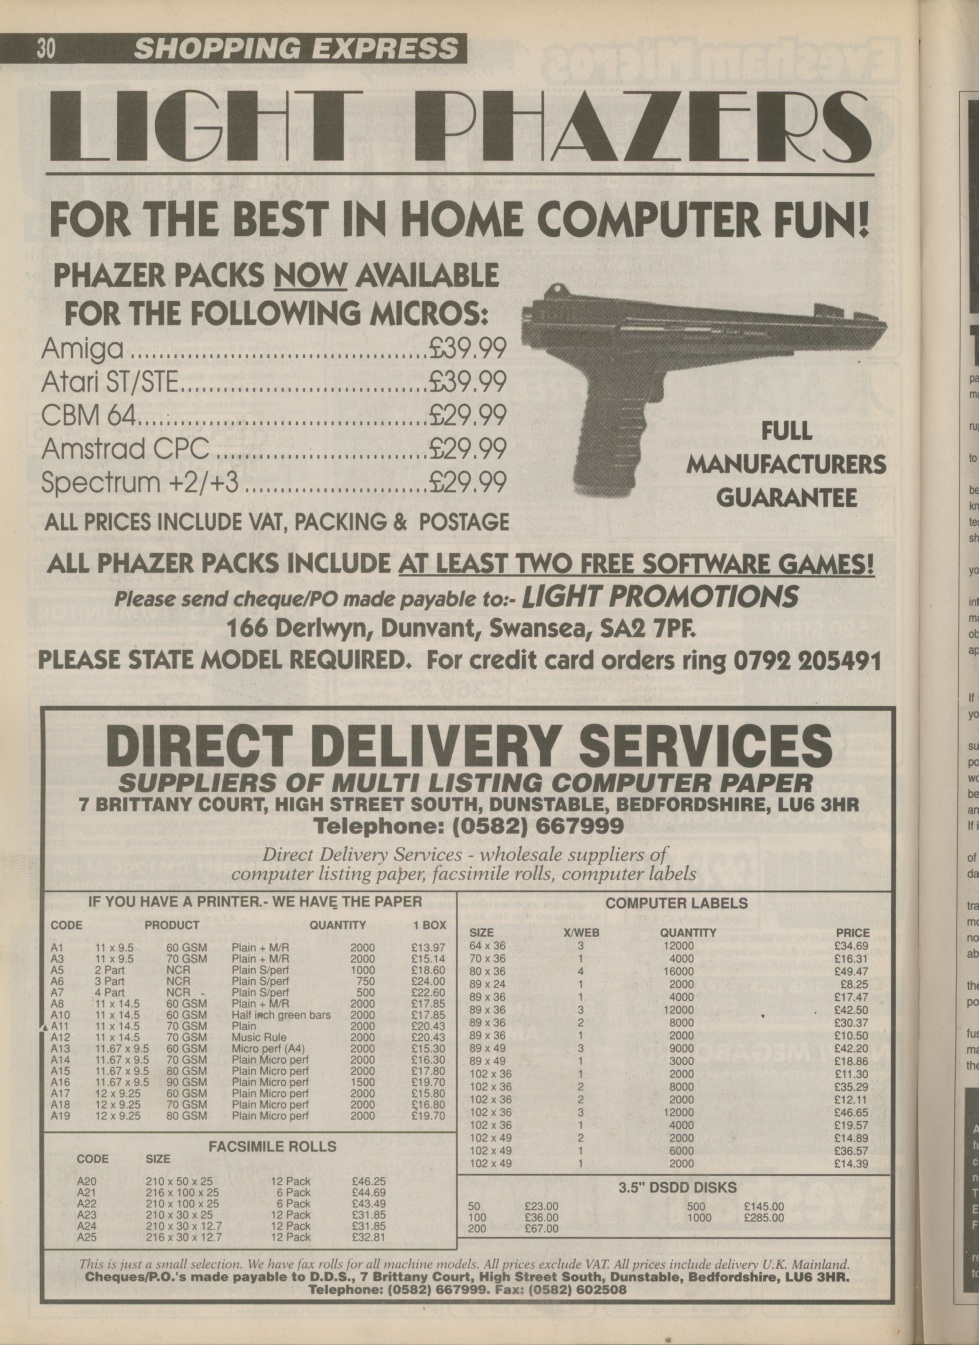 30 SHOPPING EXPRESS
LIGHT PHAZERS
FOR THE BEST IN HOME COMPUTER FUN!
PHAZER PACKS NOW AVAILABLE
FOR THE FOLLOWING MICROS:
Amiga ........................................£39.99
Atari ST/STE..................................£39.99
CBM 64........................................£29.99
Amstrad CPC .............................£29.99
Spectrum +2/+3 .........................£29.99
FULL
MANUFACTURERS
GUARANTEE
ALL PRICES INCLUDE VAT, PACKING & POSTAGE
ALL PHAZER PACKS INCLUDE AT LEAST TWO FREE SOFTWARE GAMES!
Please send cheque/PO made payable to:- LIGHT PROMOTIONS
166 Derlwyn, Dunvant, Swansea, SA2 7PF.
PLEASE STATE MODEL REQUIRED. For credit card orders ring 0792 205491
DIRECT DELIVERY SERVICES
SUPPLIERS OF MULTI LISTING COMPUTER PAPER
7 BRITTANY COURT, HIGH STREET SOUTH, DUNSTABLE, BEDFORDSHIRE, LU6 3HR
Telephone: (0582) 667999
Direct Delivery Services - wholesale suppliers of
computer listing paper, facsimile rolls, computer labels
IF YOU HAVE A PRINTER.- WE HAVE THE PAPER
CODE PRODUCT QUANTITY 1 BOX
A1 11 x 9.5 60 GSM Plain + M/R 2000 £13.97
A3 11 x 9.5 70 GSM Plain + M/R 2000 £15.14
A5 2 Part NCR Plain S/perf 1000 £18.60
A6 3 Part NCR Plain S/perf 750 £24.00
A7 4 Part NCR Plain S/perf 500 £22.60
A8 11 x 14.5 60 GSM Plain + M/R 2000 £17.85
A10 11 x 14.5 60 GSM Half inch green bars 2000 £17.85
A11 11 x 14.5 70 GSM Plain 2000 £20.43
A12 11 x 14.5 70 GSM Music Rule 2000 £20.43
A13 11.67 x 9.5 60 GSM Micro perf (A4) 2000 £15.30
A14 11.67 x 9.5 70 GSM Plain Micro perf 2000 £16.30
A15 11.67 x 9.5 80 GSM Plain Micro perf 2000 £17.80
A16 11.67 x 9.5 90 GSM Plain Micro perf 1500 £19.70
A17 12 x 9.25 60 GSM Plain Micro perf 2000 £15.80
A18 12 x 9.25 70 GSM Plain Micro perf 2000 £16.80
A19 12 x 9.25 80 GSM Plain Micro perf 2000 £19.70
FACSIMILE ROLLS
CODE SIZE
A20 210 x 50 x 25 12 Pack £46.25
A21 216 x 100 x 25 6 Pack £44.69
A22 210 x 100 x 25 6 Pack £43.49
A23 210 x 30 x 25 12 Pack £31.85
A24 210 x 30 x 12.7 12 Pack £31.85
A25 216 x 30 x 12.7 12 Pack £32.81
COMPUTER LABELS
SIZE X/WEB QUANTITY PRICE
64 x 36 3 12000 £34.69
70 x 36 1 4000 £16.31
80 x 36 4 16000 £49.47
89 x 24 1 2000 £8.25
89 x 36 1 4000 £17.47
89 x 36 3 12000 £42.50
89 x 36 2 8000 £30.37
89 x 36 1 2000 £10.50
89 x 49 3 9000 £42.20
89 x 49 1 3000 £18.86
102 x 36 1 2000 £11.30
102 x 36 2 8000 £35.29
102 x 36 2 2000 £12.11
102 x 36 3 12000 £46.65
102 x 36 1 4000 £19.57
102 x 49 2 2000 £14.89
102 x 49 1 6000 £36.57
102 x 49 1 2000 £14.39
3.5" DSDD DISKS
50 £23.00 500 £145.00
100 £36.00 1000 £285.00
200 £67.00
This is just a small selection. We have fax rolls for all machine models. All prices exclude VAT. All prices include delivery U.K. Mainland.
Cheques/P.O.'s made payable to D.D.S., 7 Brittany Court, High Street South, Dunstable, Bedfordshire, LU6 3HR.
Telephone: (0582) 667999. Fax: (0582) 602508